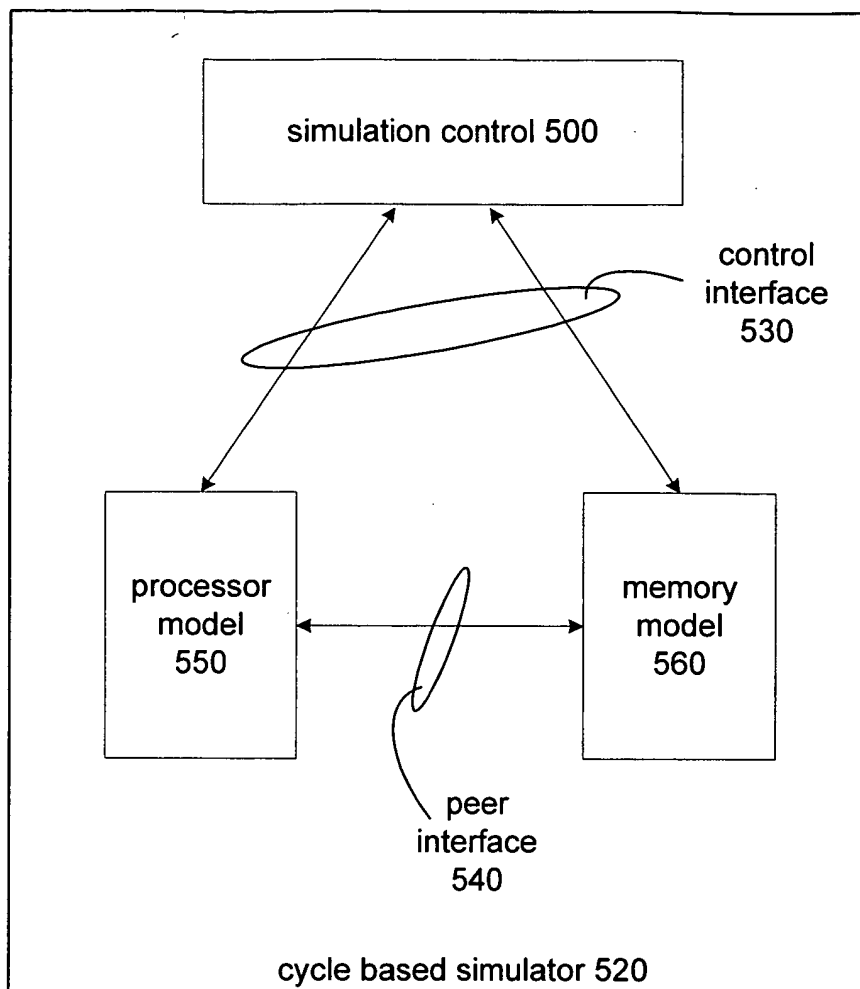 simulation control 500
control
interface
530
processor
model
550
memory
model
560
peer
interface
540
cycle based simulator 520